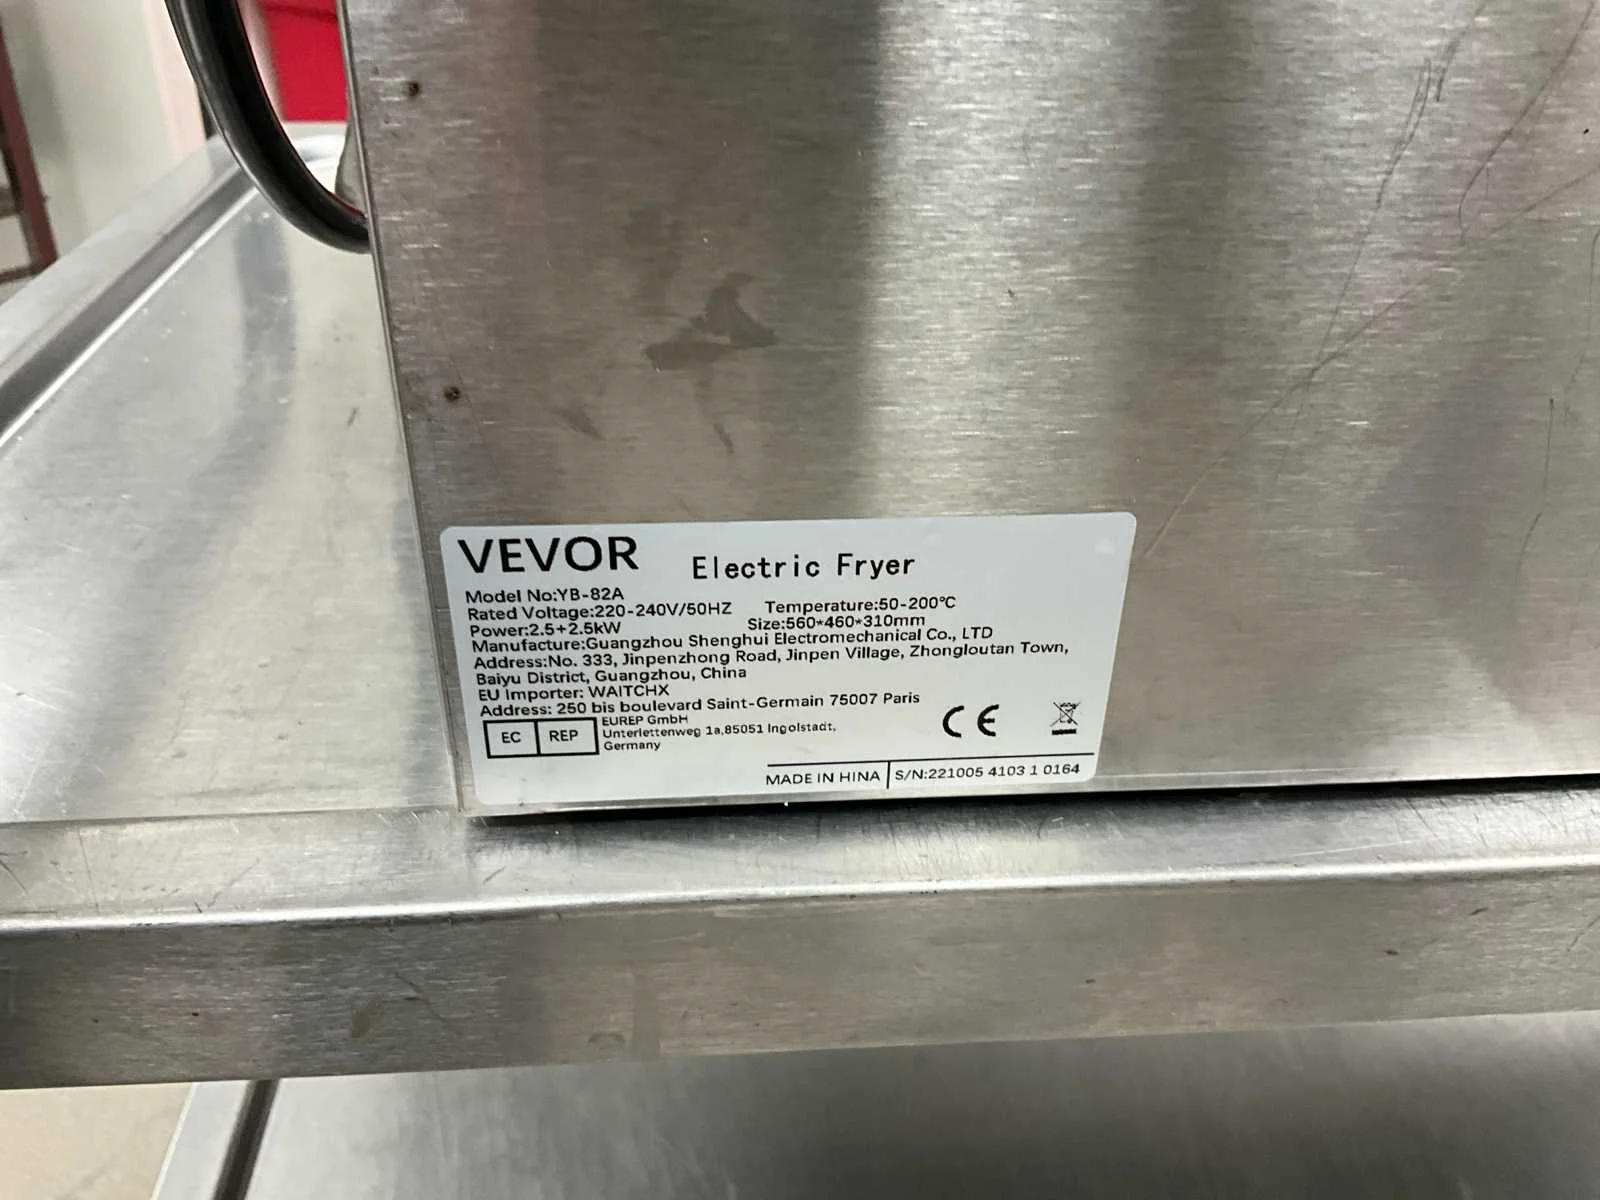 VEVOR Electric Fryer
Model No:YB-82A
Rated Voltage:220-240V/50HZ Temperature:50-200℃
Power:2.5+2.5kW Size:560*460*310mm
Manufacture:Guangzhou Shenghui Electromechanical Co., LTD
Address:No. 333, Jinpenzhong Road, Jinpen Village, Zhongloutan Town,
Baiyu District, Guangzhou, China
EU Importer: WAITCHX
Address: 250 bis boulevard Saint-Germain 75007 Paris
EC REP
EUREP GmbH
Unterlettenweg 1a,85051 Ingolstadt,
Germany
CE
MADE IN HINA S/N:221005 4103 1 0164